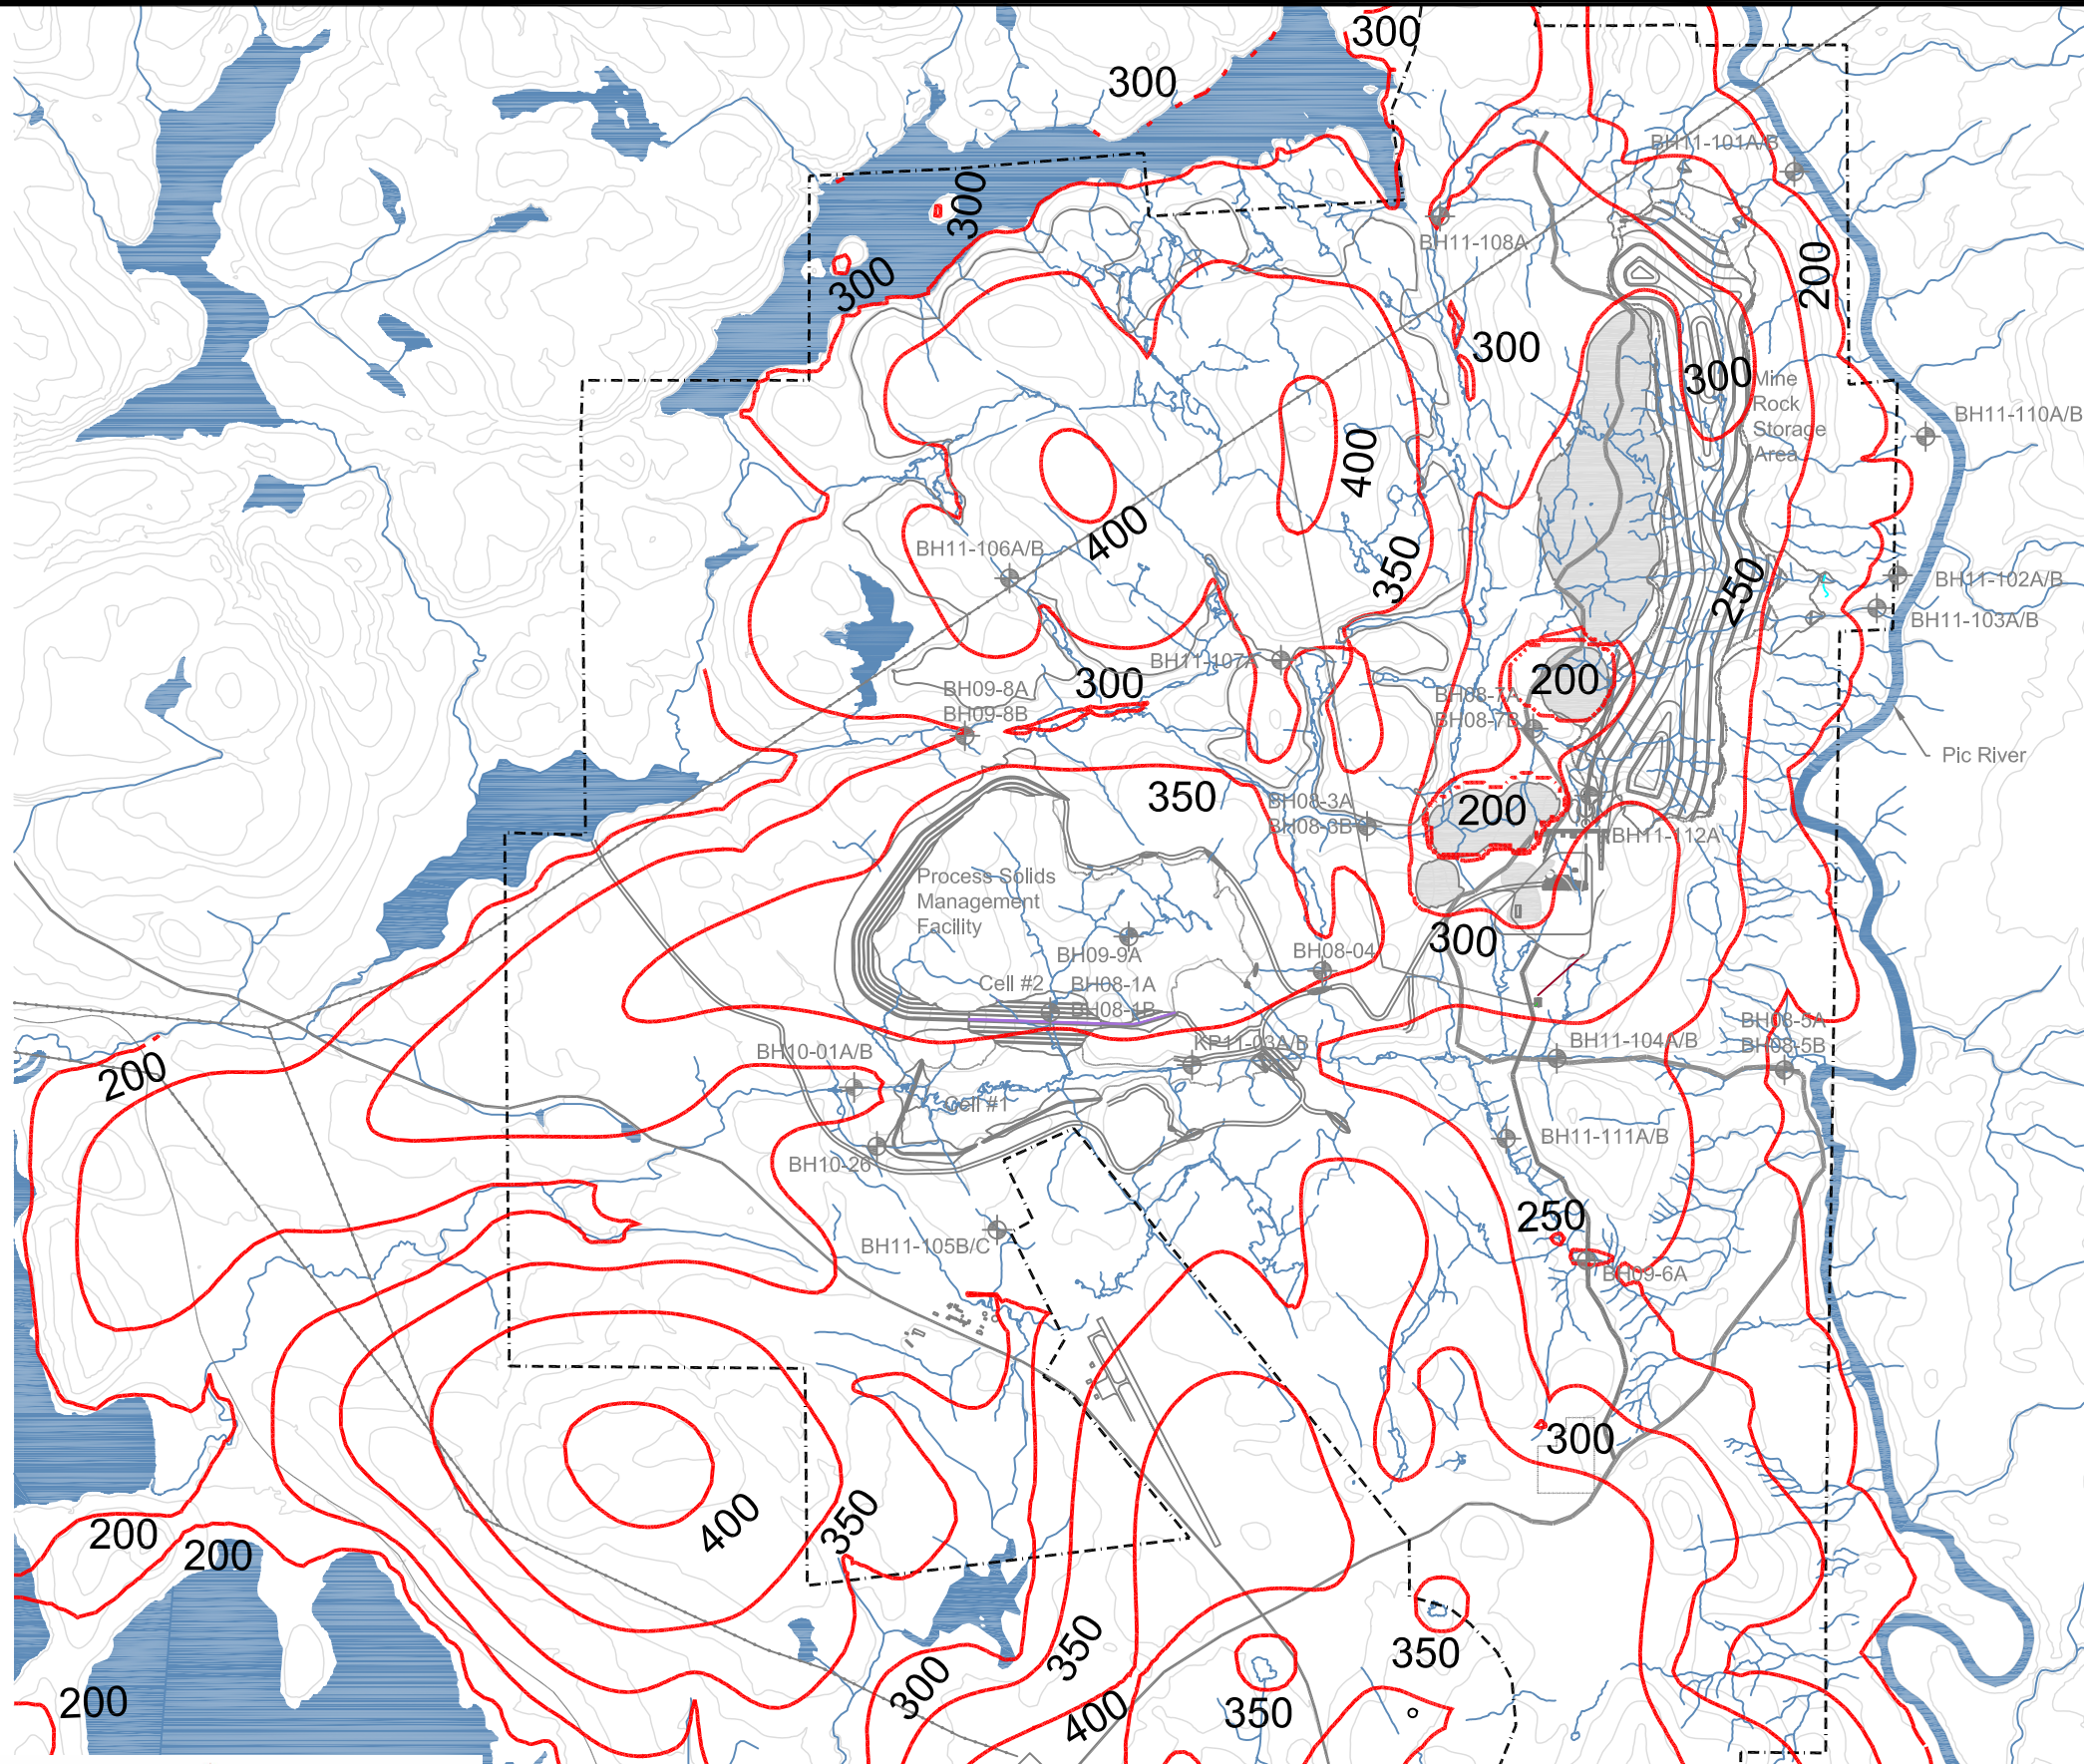 300
300
BH11-101A/B
300
BH11-108A
200
300
300
300
Mine
Rock
Storage
Area
BH11-110A/B
400
400
BH11-106A/B
350
250
BH11-102A/B
BH11-103A/B
BH11-107A
300
BH09-8A
BH09-8B
200
BH08-7A
BH08-7B
Pic River
350
BH08-3A
BH08-3B
200
BH11-112A
Process Solids
Management
Facility
BH09-9A
300
BH08-04
Cell #2
BH08-1A
BH08-1B
BH08-5A
BH08-5B
BH10-01A/B
KP11-03A/B
BH11-104A/B
200
Cell #1
BH11-111A/B
BH10-26
250
BH11-105B/C
BH09-6A
300
400
350
200
200
350
350
300
400
350
200